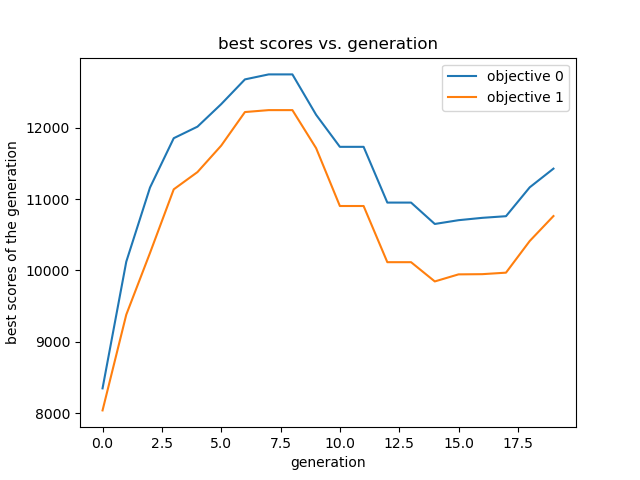 best scores vs. generation
objective 0
objective 1
best scores of the generation
12000
11000
10000
9000
8000
0.0 2.5 5.0 7.5 10.0 12.5 15.0 17.5
generation